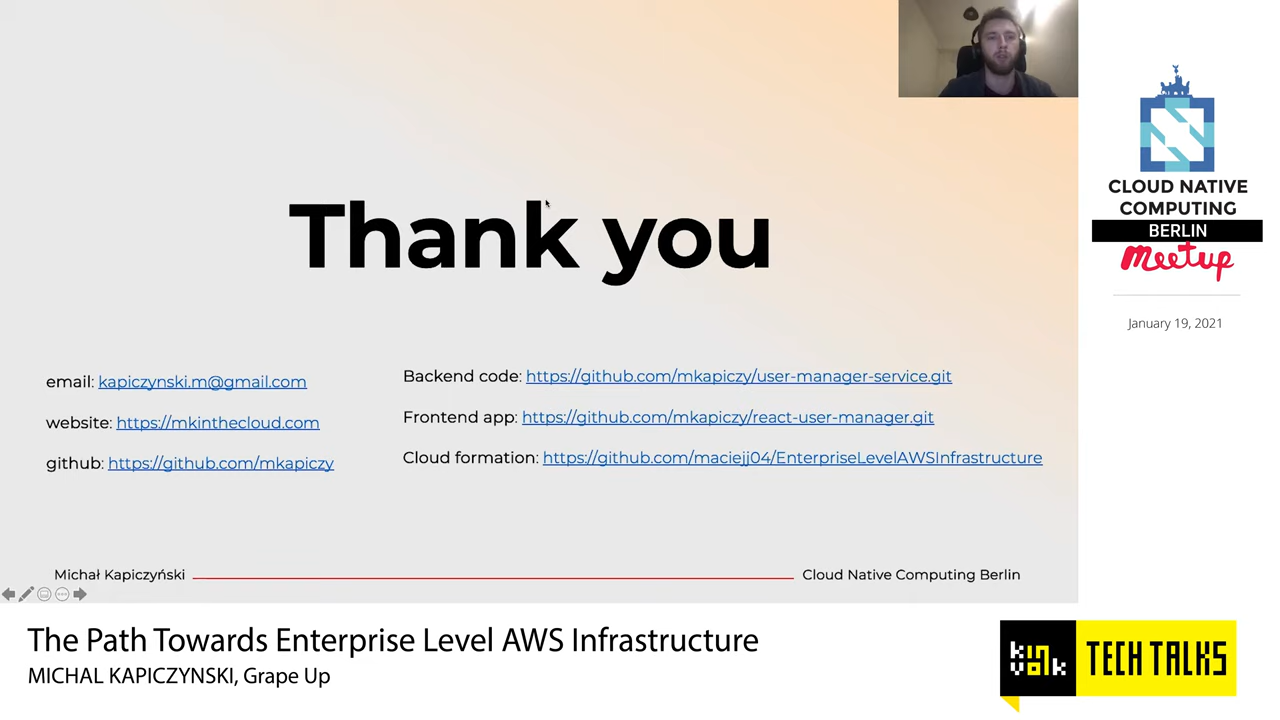 Thank you
email: kapiczynski.m@gmail.com
website: https://mkinthecloud.com
github: https://github.com/mkapiczy
Backend code: https://github.com/mkapiczy/user-manager-service.git
Frontend app: https://github.com/mkapiczy/react-user-manager.git
Cloud formation: https://github.com/maciejj04/EnterpriseLevelAWSInfrastructure
Michał Kapiczyński
Cloud Native Computing Berlin
CLOUD NATIVE
COMPUTING
BERLIN
meetup
January 19, 2021
The Path Towards Enterprise Level AWS Infrastructure
MICHAL KAPICZYNSKI, Grape Up
kinvolk
TECH TALKS